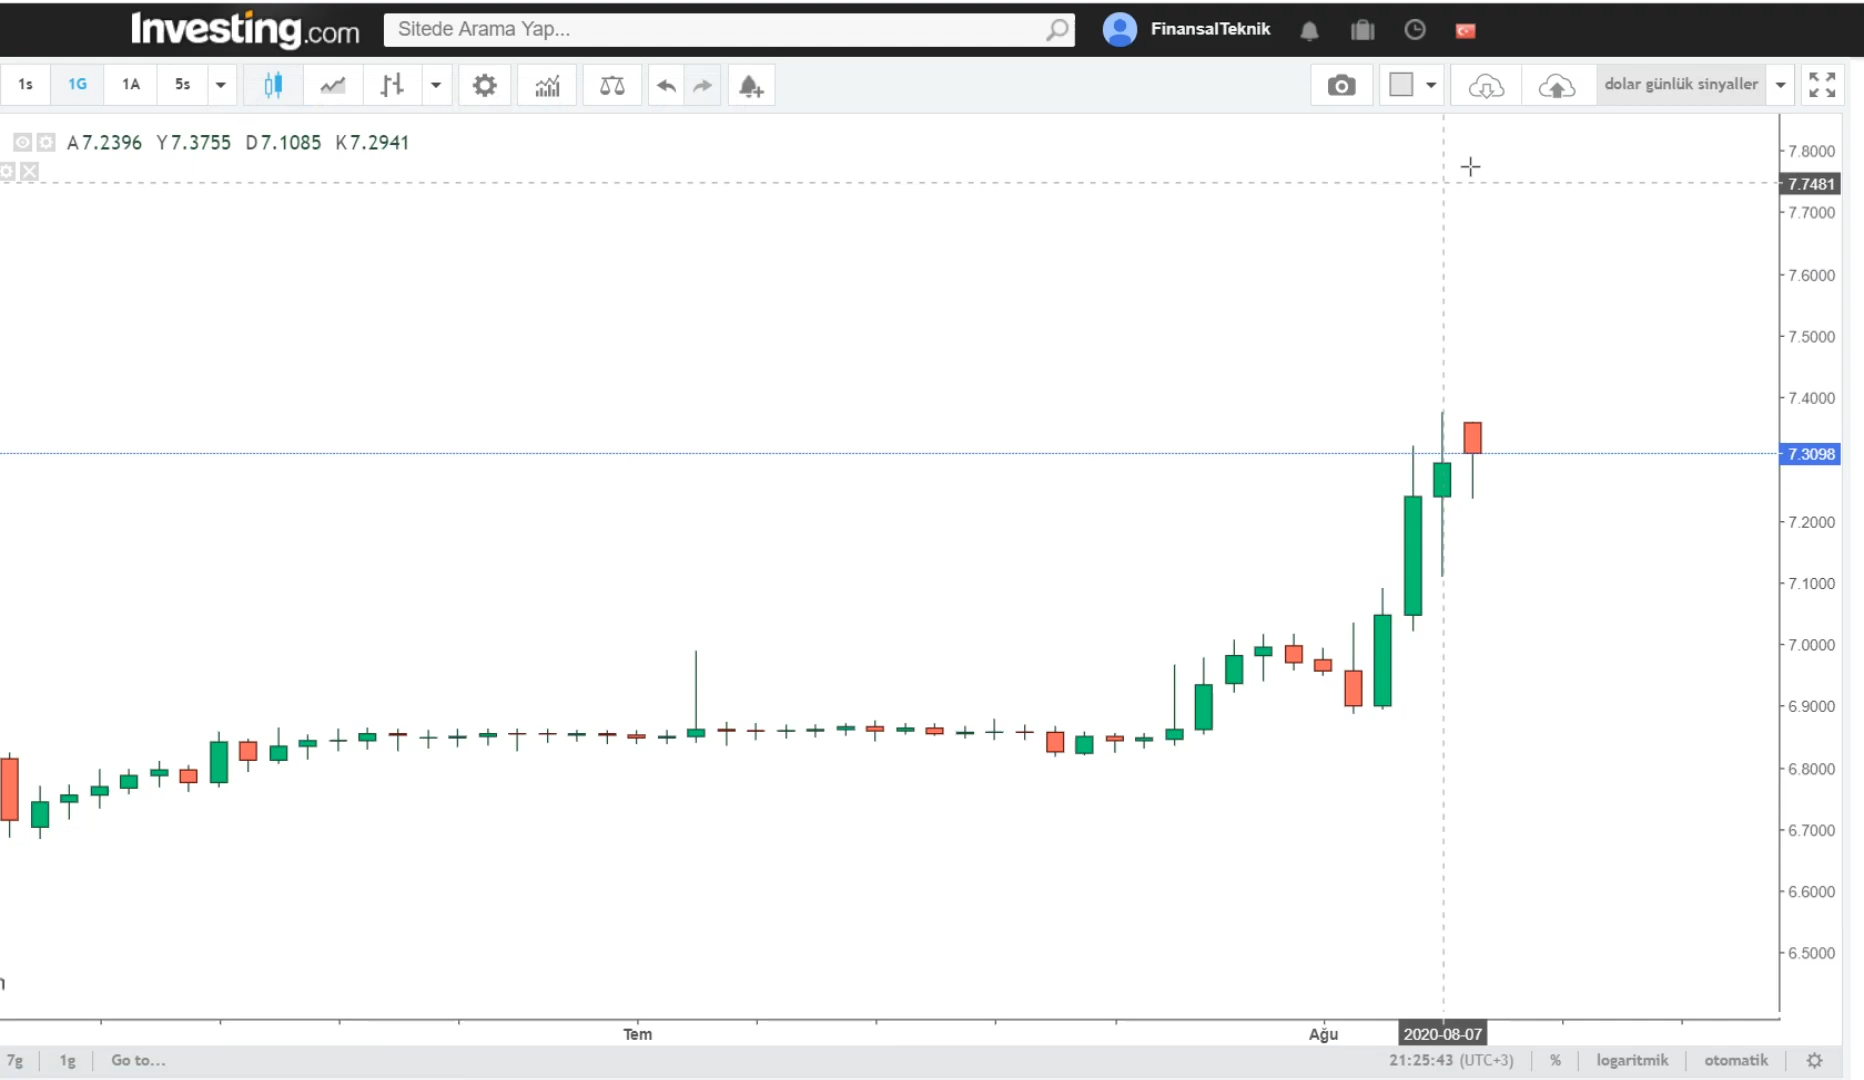 Investing.com
Sitede Arama Yap...
FinansalTeknik
1s 1G 1A 5s
dolar günlük sinyaller
A7.2396 Y7.3755 D7.1085 K7.2941
7.8000
7.7481
7.7000
7.6000
7.5000
7.4000
7.3098
7.2000
7.1000
7.0000
6.9000
6.8000
6.7000
6.6000
6.5000
Tem Ağu 2020-08-07
7g 1g Go to... 21:25:43 (UTC+3) % logaritmik otomatik